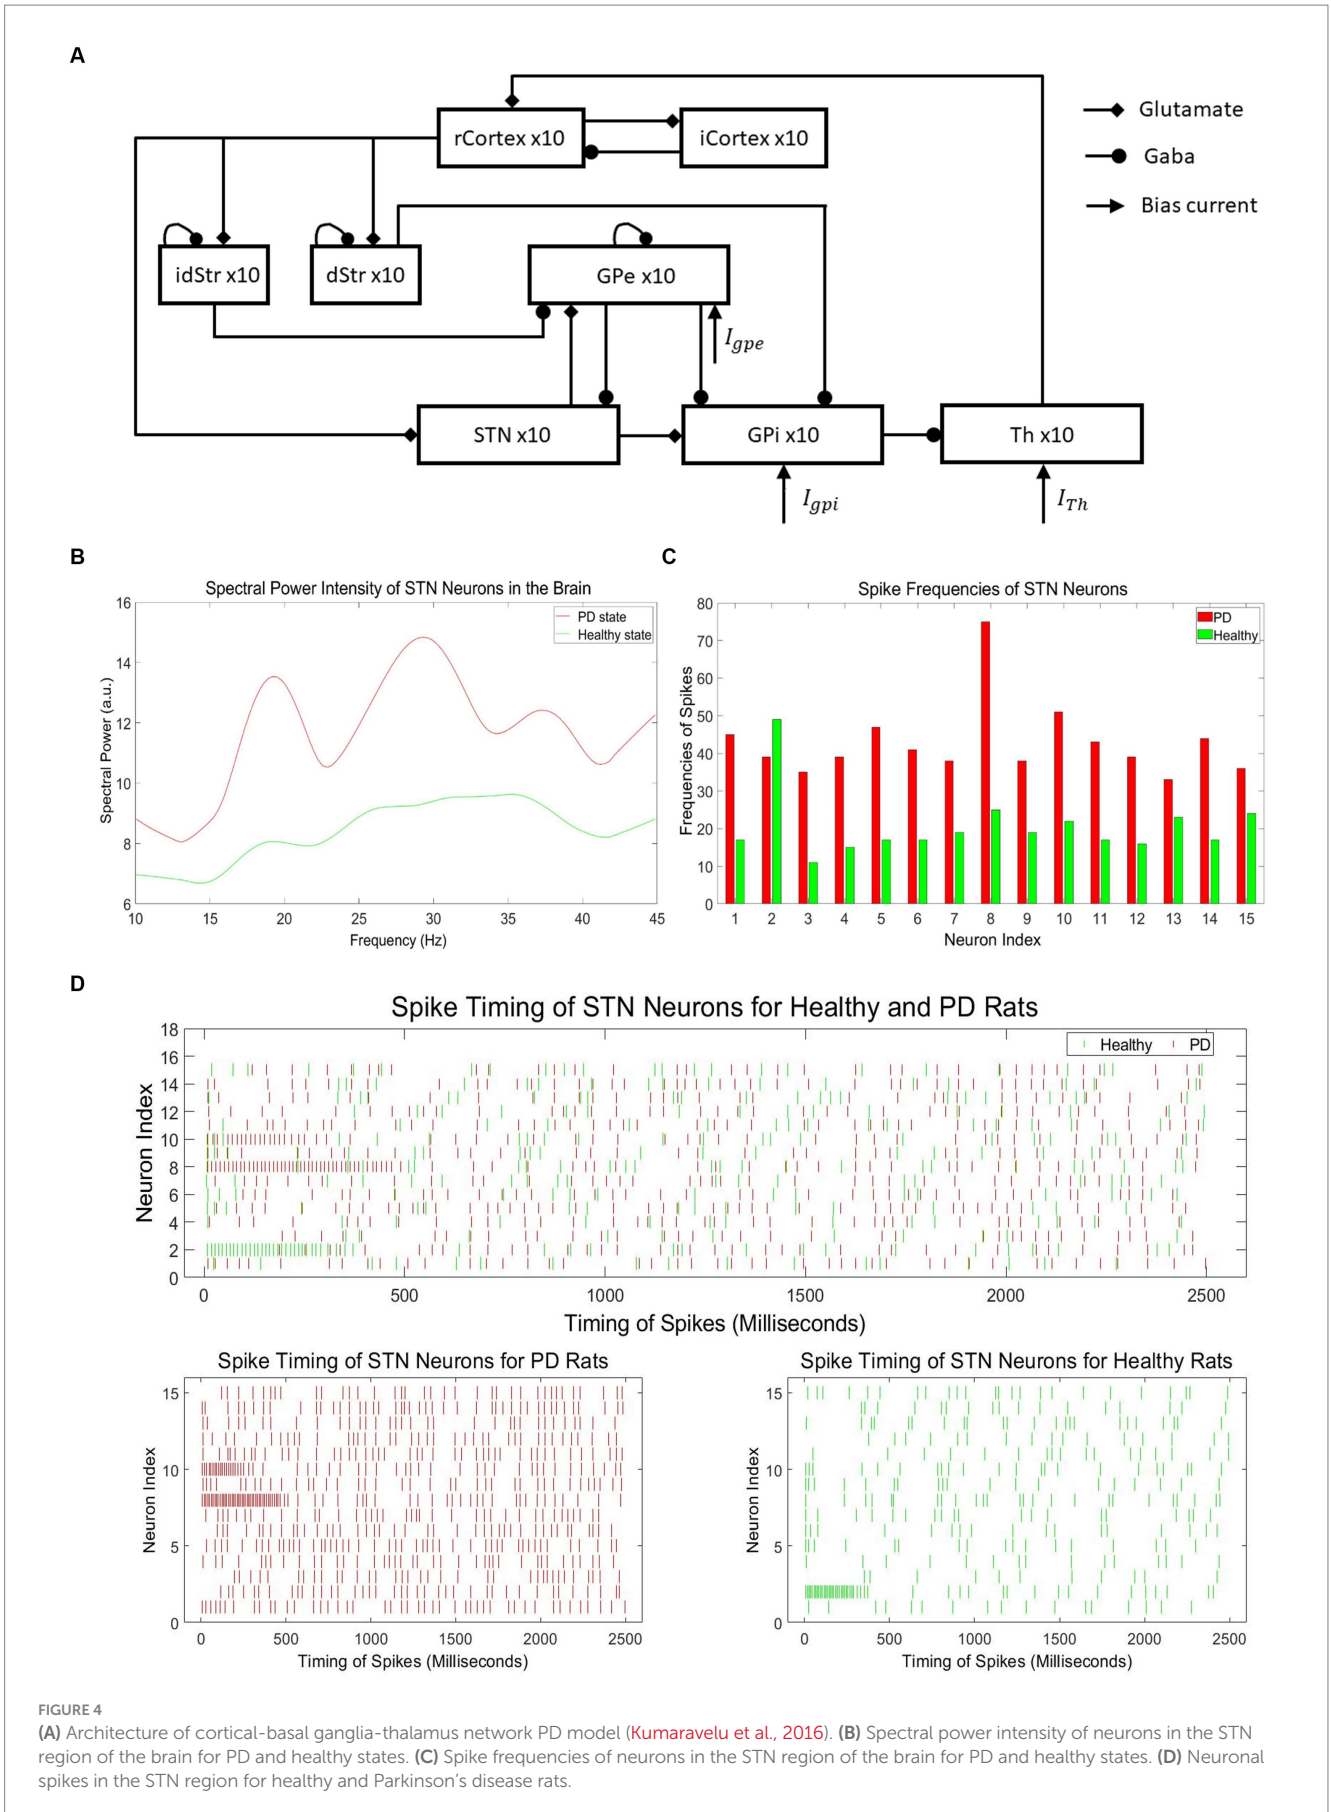 A
rCortex x10
iCortex x10
Glutamate
Gaba
Bias current
idStr x10
dStr x10
GPe x10
I_gpe
STN x10
GPi x10
Th x10
I_gpi
I_Th
B
Spectral Power Intensity of STN Neurons in the Brain
PD state
Healthy state
Spectral Power (a.u.)
16
14
12
10
8
6
10 15 20 25 30 35 40 45
Frequency (Hz)
C
Spike Frequencies of STN Neurons
PD
Healthy
Frequencies of Spikes
80
70
60
50
40
30
20
10
0
1 2 3 4 5 6 7 8 9 10 11 12 13 14 15
Neuron Index
D
Spike Timing of STN Neurons for Healthy and PD Rats
Healthy PD
Neuron Index
18
16
14
12
10
8
6
4
2
0
0 500 1000 1500 2000 2500
Timing of Spikes (Milliseconds)
Spike Timing of STN Neurons for PD Rats
Neuron Index
15
10
5
0
0 500 1000 1500 2000 2500
Timing of Spikes (Milliseconds)
Spike Timing of STN Neurons for Healthy Rats
Neuron Index
15
10
5
0
0 500 1000 1500 2000 2500
Timing of Spikes (Milliseconds)
FIGURE 4
(A) Architecture of cortical-basal ganglia-thalamus network PD model (Kumaravelu et al., 2016). (B) Spectral power intensity of neurons in the STN
region of the brain for PD and healthy states. (C) Spike frequencies of neurons in the STN region of the brain for PD and healthy states. (D) Neuronal
spikes in the STN region for healthy and Parkinson's disease rats.